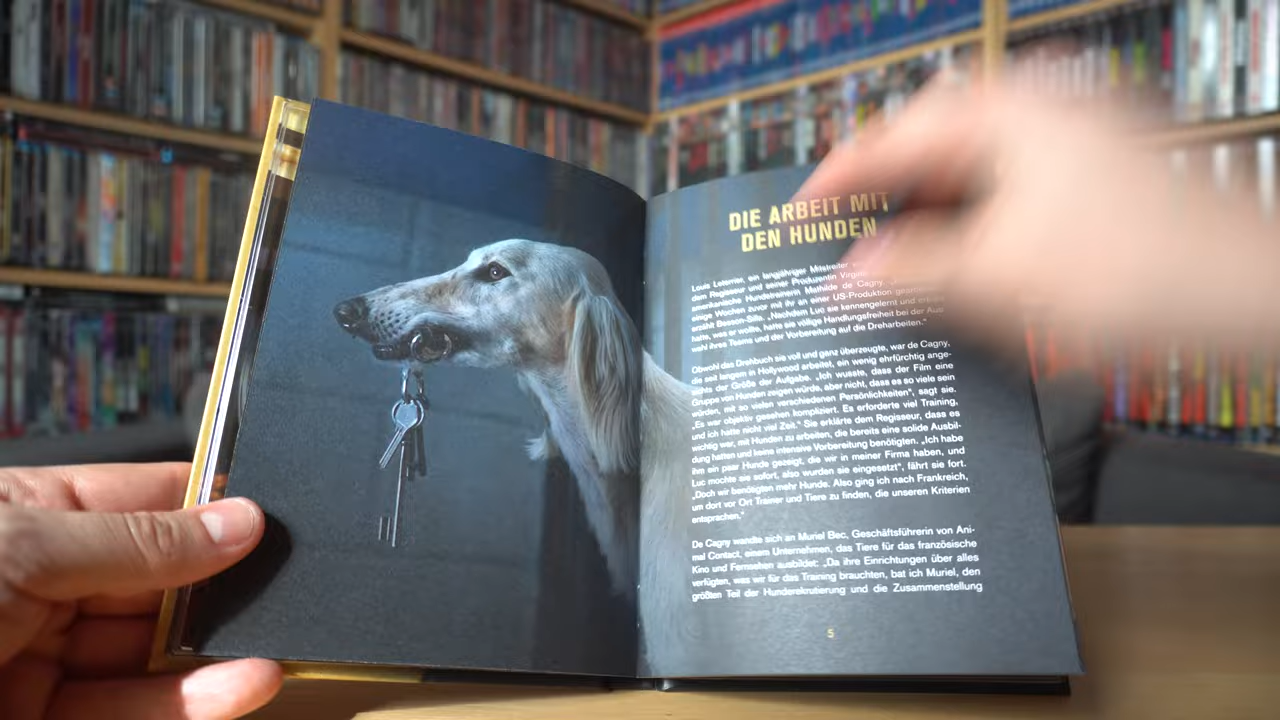 DIE ARBEIT MIT
DEN HUNDEN
Louis Leterrier, ein langjähriger Mitstreiter
dem Regisseur und seiner Produzentin Virginie
amerikanische Hundetrainerin Mathilde de Cagny.
einige Wochen zuvor mit ihr an einer US-Produktion
erzählt Besson-Silla. „Nachdem Luc sie kennengelernt und
hatte, was er wollte, hatte sie völlige Handlungsfreiheit bei der Aus-
wahl ihres Teams und der Vorbereitung auf die Dreharbeiten.“
Obwohl das Drehbuch sie voll und ganz überzeugte, war de Cagny,
die seit langem in Hollywood arbeitet, ein wenig ehrfürchtig ange-
sichts der Größe der Aufgabe. „Ich wusste, dass der Film eine
Gruppe von Hunden zeigen würde, aber nicht, dass es so viele sein
würden, mit so vielen verschiedenen Persönlichkeiten“, sagt sie.
„Es war objektiv gesehen kompliziert. Es erforderte viel Training,
und ich hatte nicht viel Zeit.“ Sie erklärte dem Regisseur, dass es
wichtig war, mit Hunden zu arbeiten, die bereits eine solide Ausbil-
dung hatten und keine intensive Vorbereitung benötigten. „Ich habe
ihm ein paar Hunde gezeigt, die wir in meiner Firma haben, und
Luc mochte sie sofort, also wurden sie eingesetzt“, fährt sie fort.
„Doch wir benötigten mehr Hunde. Also ging ich nach Frankreich,
um dort vor Ort Trainer und Tiere zu finden, die unseren Kriterien
entsprachen.“
De Cagny wandte sich an Muriel Bec, Geschäftsführerin von Ani-
mal Contact, einem Unternehmen, das Tiere für das französische
Kino und Fernsehen ausbildet: „Da ihre Einrichtungen über alles
verfügten, was wir für das Training brauchten, bat ich Muriel, den
größten Teil der Hunderekrutierung und die Zusammenstellung
5